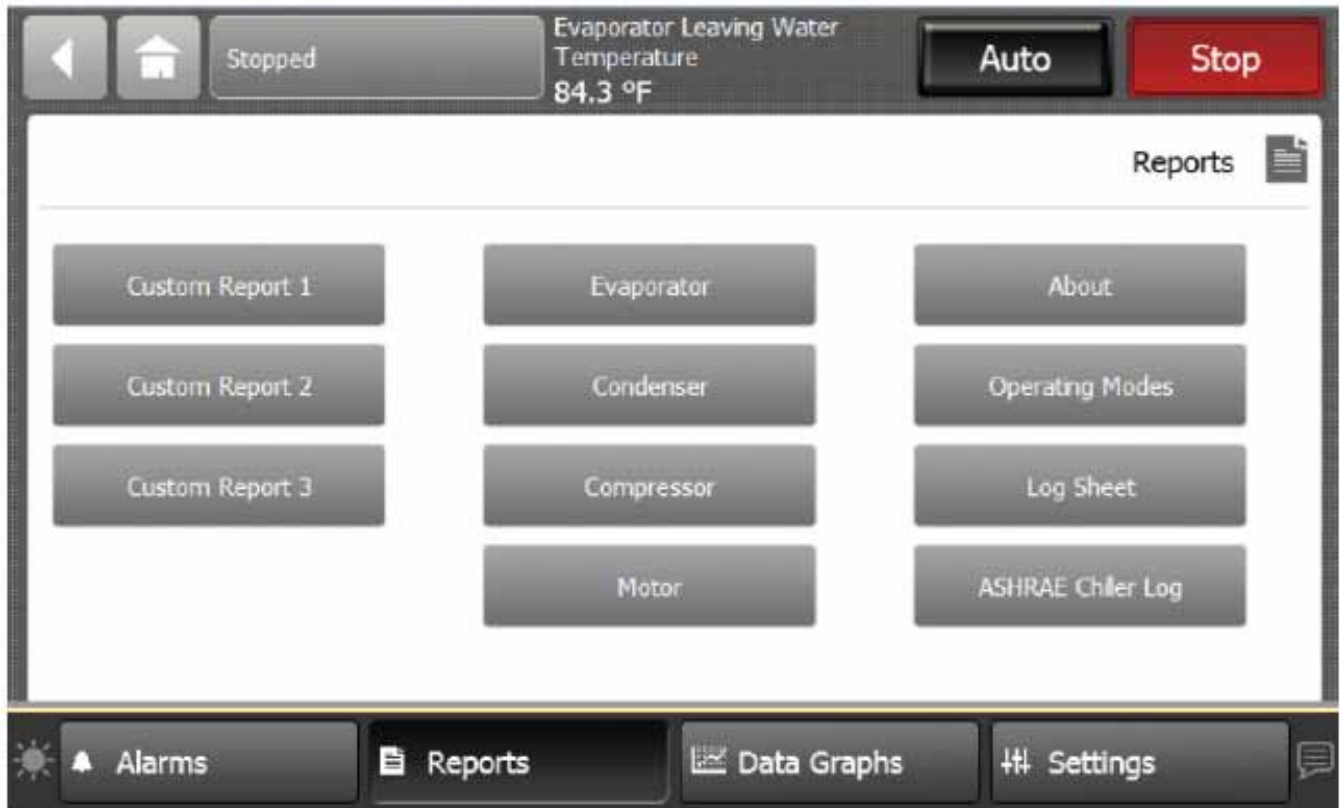 Stopped
Evaporator Leaving Water
Temperature
84.3 °F
Auto
Stop
Reports
Custom Report 1
Evaporator
About
Custom Report 2
Condenser
Operating Modes
Custom Report 3
Compressor
Log Sheet
Motor
ASHRAE Chiller Log
Alarms
Reports
Data Graphs
Settings